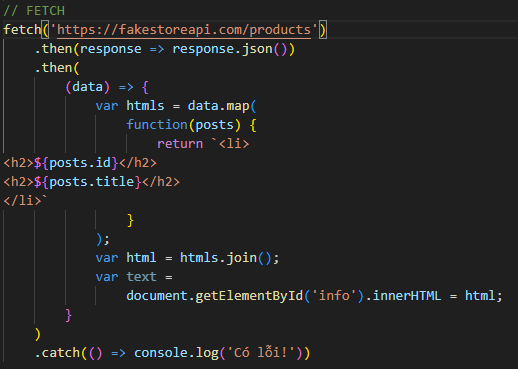 // FETCH
fetch('https://fakestoreapi.com/products')
    .then(response => response.json())
    .then(
        (data) => {
            var htmls = data.map(
                function(posts) {
                    return `<li>
<h2>${posts.id}</h2>
<h2>${posts.title}</h2>
</li>`
                }
            );
            var html = htmls.join();
            var text =
                document.getElementById('info').innerHTML = html;
        }
    )
    .catch(() => console.log('Có lỗi!'))